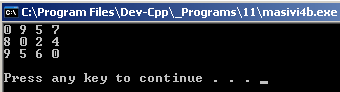 C:\Program Files\Dev-Cpp\_Programs\11\masivi4b.exe
0 9 5 7
8 0 2 4
9 5 6 0
Press any key to continue . . . _